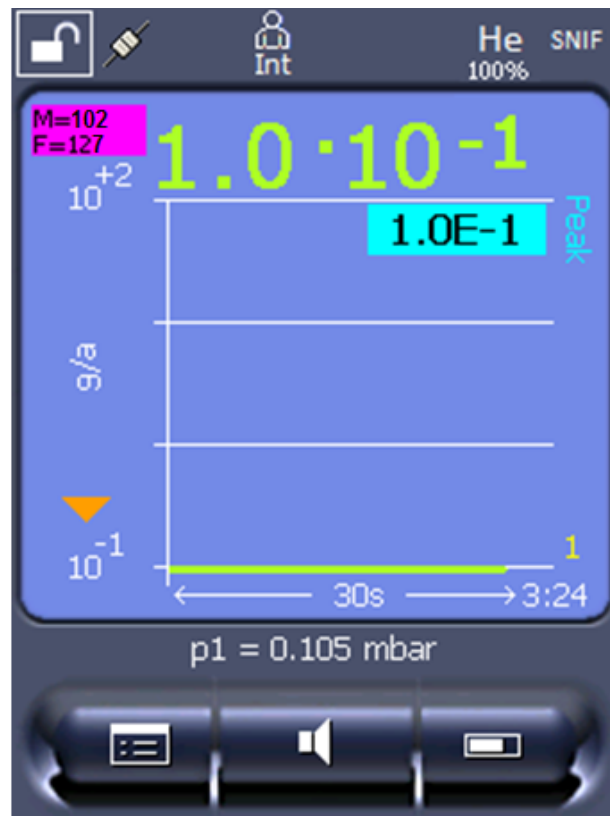 Int
He SNIF
100%
M=102
F=127
1.0·10⁻¹
10⁺²
1.0E-1
Peak
g/a
10⁻¹
1
30s
3:24
p1 = 0.105 mbar